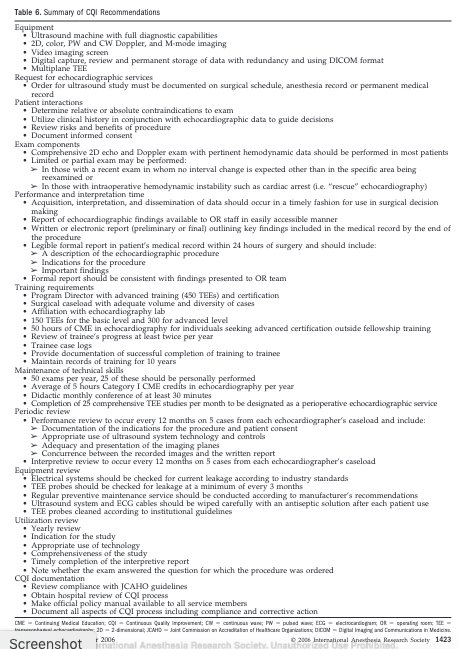 Table 6. Summary of CQI Recommendations
Equipment
• Ultrasound machine with full diagnostic capabilities
• 2D, color, PW and CW Doppler, and M-mode imaging
• Video imaging screen
• Digital capture, review and permanent storage of data with redundancy and using DICOM format
• Multiplane TEE
Request for echocardiographic services
• Order for ultrasound study must be documented on surgical schedule, anesthesia record or permanent medical
record
Patient interactions
• Determine relative or absolute contraindications to exam
• Utilize clinical history in conjunction with echocardiographic data to guide decisions
• Review risks and benefits of procedure
• Document informed consent
Exam components
• Comprehensive 2D echo and Doppler exam with pertinent hemodynamic data should be performed in most patients
• Limited or partial exam may be performed:
➢ In those with a recent exam in whom no interval change is expected other than in the specific area being
reexamined or
➢ In those with intraoperative hemodynamic instability such as cardiac arrest (i.e. "rescue" echocardiography)
Performance and interpretation time
• Acquisition, interpretation, and dissemination of data should occur in a timely fashion for use in surgical decision
making
• Report of echocardiographic findings available to OR staff in easily accessible manner
• Written or electronic report (preliminary or final) outlining key findings included in the medical record by the end of
the procedure
• Legible formal report in patient's medical record within 24 hours of surgery and should include:
➢ A description of the echocardiographic procedure
➢ Indications for the procedure
➢ Important findings
• Formal report should be consistent with findings presented to OR team
Training requirements
• Program Director with advanced training (450 TEEs) and certification
• Surgical caseload with adequate volume and diversity of cases
• Affiliation with echocardiography lab
• 150 TEEs for the basic level and 300 for advanced level
• 50 hours of CME in echocardiography for individuals seeking advanced certification outside fellowship training
• Review of trainee's progress at least twice per year
• Trainee case logs
• Provide documentation of successful completion of training to trainee
• Maintain records of training for 10 years
Maintenance of technical skills
• 50 exams per year, 25 of these should be personally performed
• Average of 5 hours Category I CME credits in echocardiography per year
• Didactic monthly conference of at least 30 minutes
• Completion of 25 comprehensive TEE studies per month to be designated as a perioperative echocardiographic service
Periodic review
• Performance review to occur every 12 months on 5 cases from each echocardiographer's caseload and include:
➢ Documentation of the indications for the procedure and patient consent
➢ Appropriate use of ultrasound system technology and controls
➢ Adequacy and presentation of the imaging planes
➢ Concurrence between the recorded images and the written report
• Interpretive review to occur every 12 months on 5 cases from each echocardiographer's caseload
Equipment review
• Electrical systems should be checked for current leakage according to industry standards
• TEE probes should be checked for leakage at a minimum of every 3 months
• Regular preventive maintenance service should be conducted according to manufacturer's recommendations
• Ultrasound system and ECG cables should be wiped carefully with an antiseptic solution after each patient use
• TEE probes cleaned according to institutional guidelines
Utilization review
• Yearly review
• Indication for the study
• Appropriate use of technology
• Comprehensiveness of the study
• Timely completion of the interpretive report
• Note whether the exam answered the question for which the procedure was ordered
CQI documentation
• Review compliance with JCAHO guidelines
• Obtain hospital review of CQI process
• Make official policy manual available to all service members
• Document all aspects of CQI process including compliance and corrective action
CME = Continuing Medical Education; CQI = Continuous Quality Improvement; CW = continuous wave; PW = pulsed wave; ECG = electrocardiogram; OR = operating room; TEE =
transesophageal echocardiography; 2D = 2-dimensional; JCAHO = Joint Commission on Accreditation of Healthcare Organizations; DICOM = Digital Imaging and Communications in Medicine.
2006 © 2006 International Anesthesia Research Society 1423
Screenshot
Anesthesia Research Society. Unauthorized Use Prohibited.